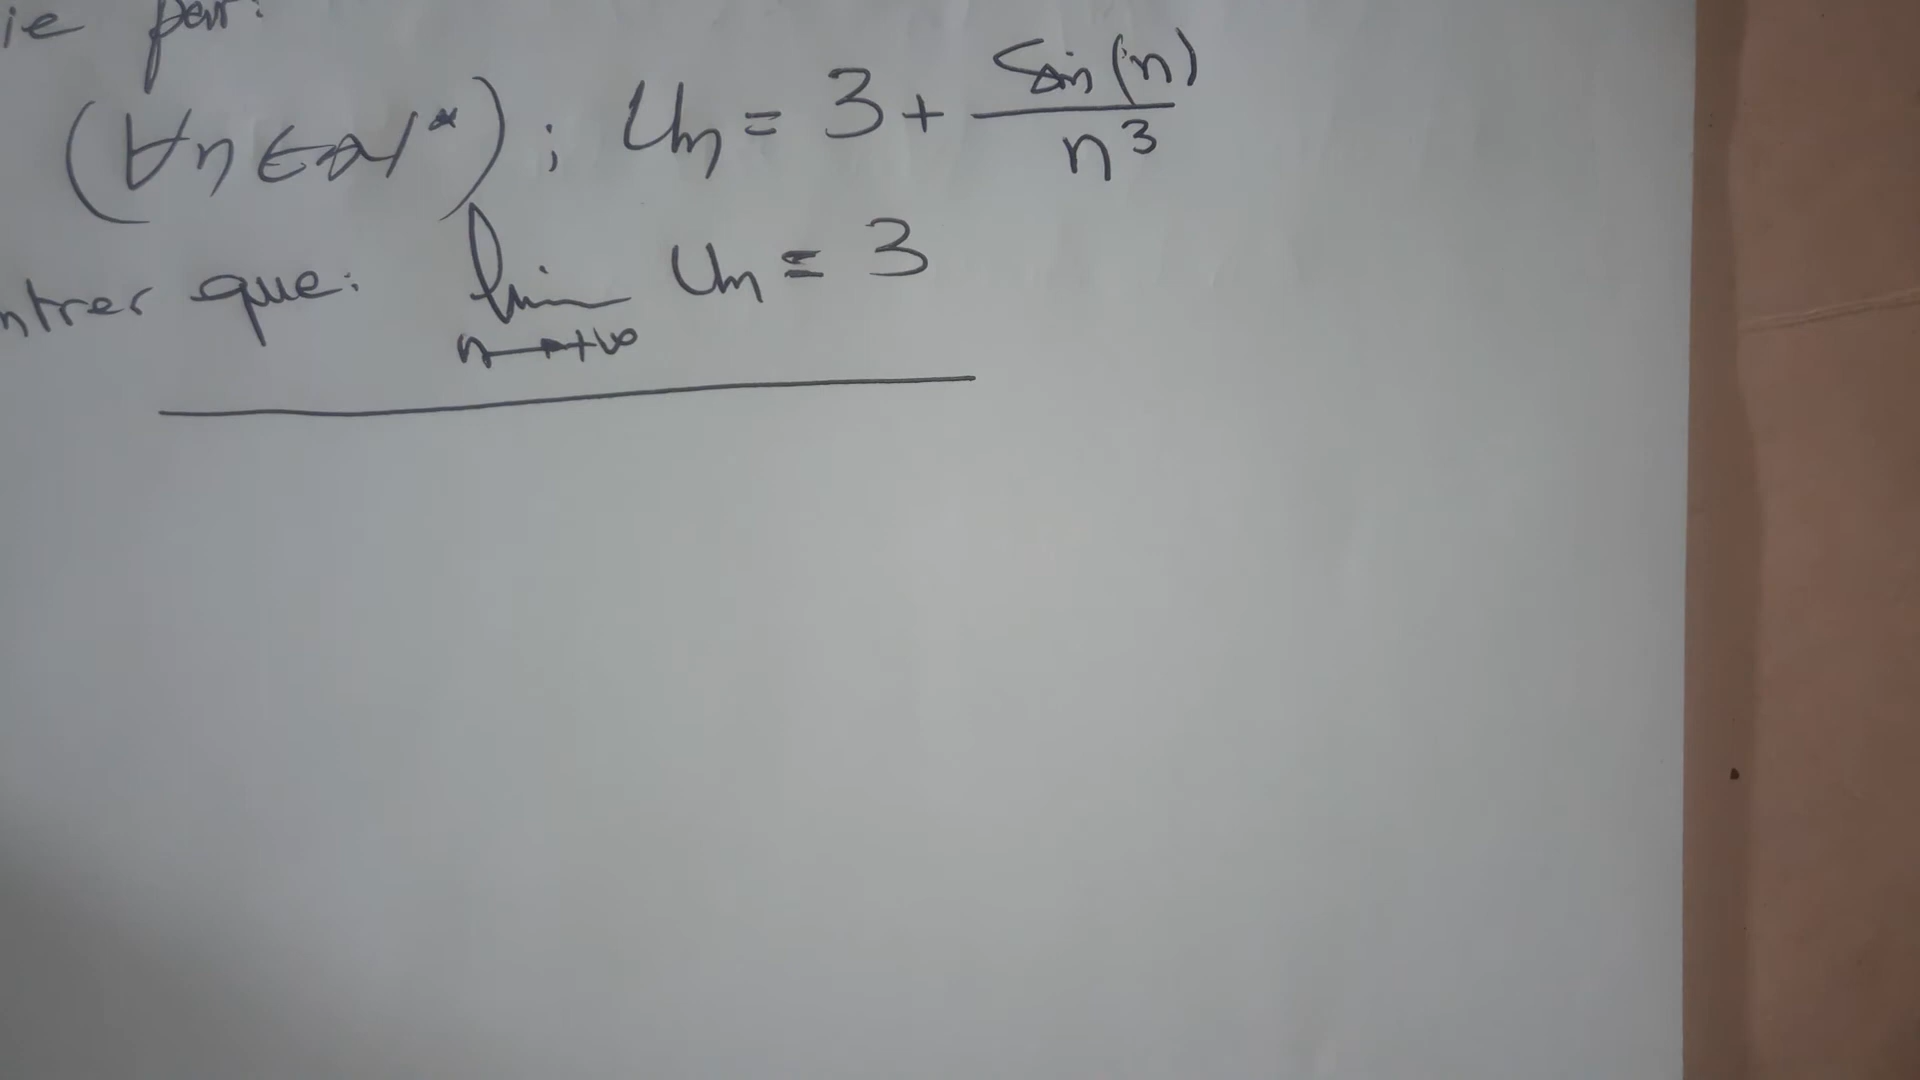 ie par:
(∀n ∈ ℕ*) ; Un = 3 + sin(n)/n³
ntrer que: lim Un = 3
n→+∞